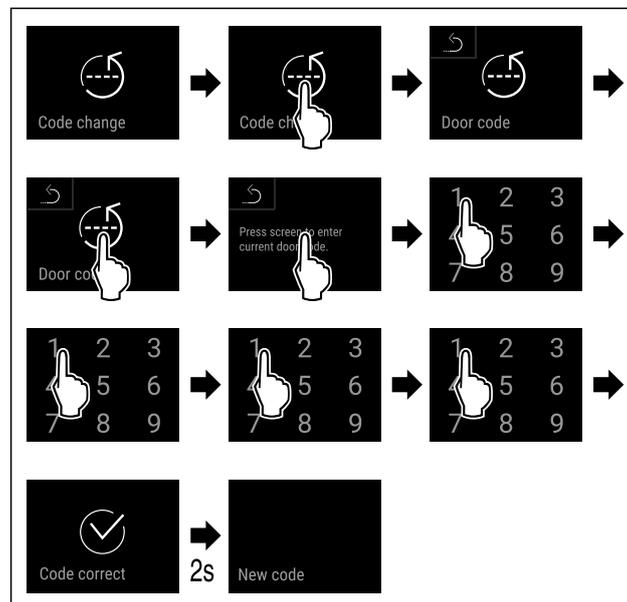 Code change
Code ch
Door code
Door co
Press screen to enter
current door
1 2 3
5 6
7 8 9
1 2 3
5 6
7 8 9
1 2 3
5 6
7 8 9
1 2 3
5 6
7 8 9
Code correct
2s
New code